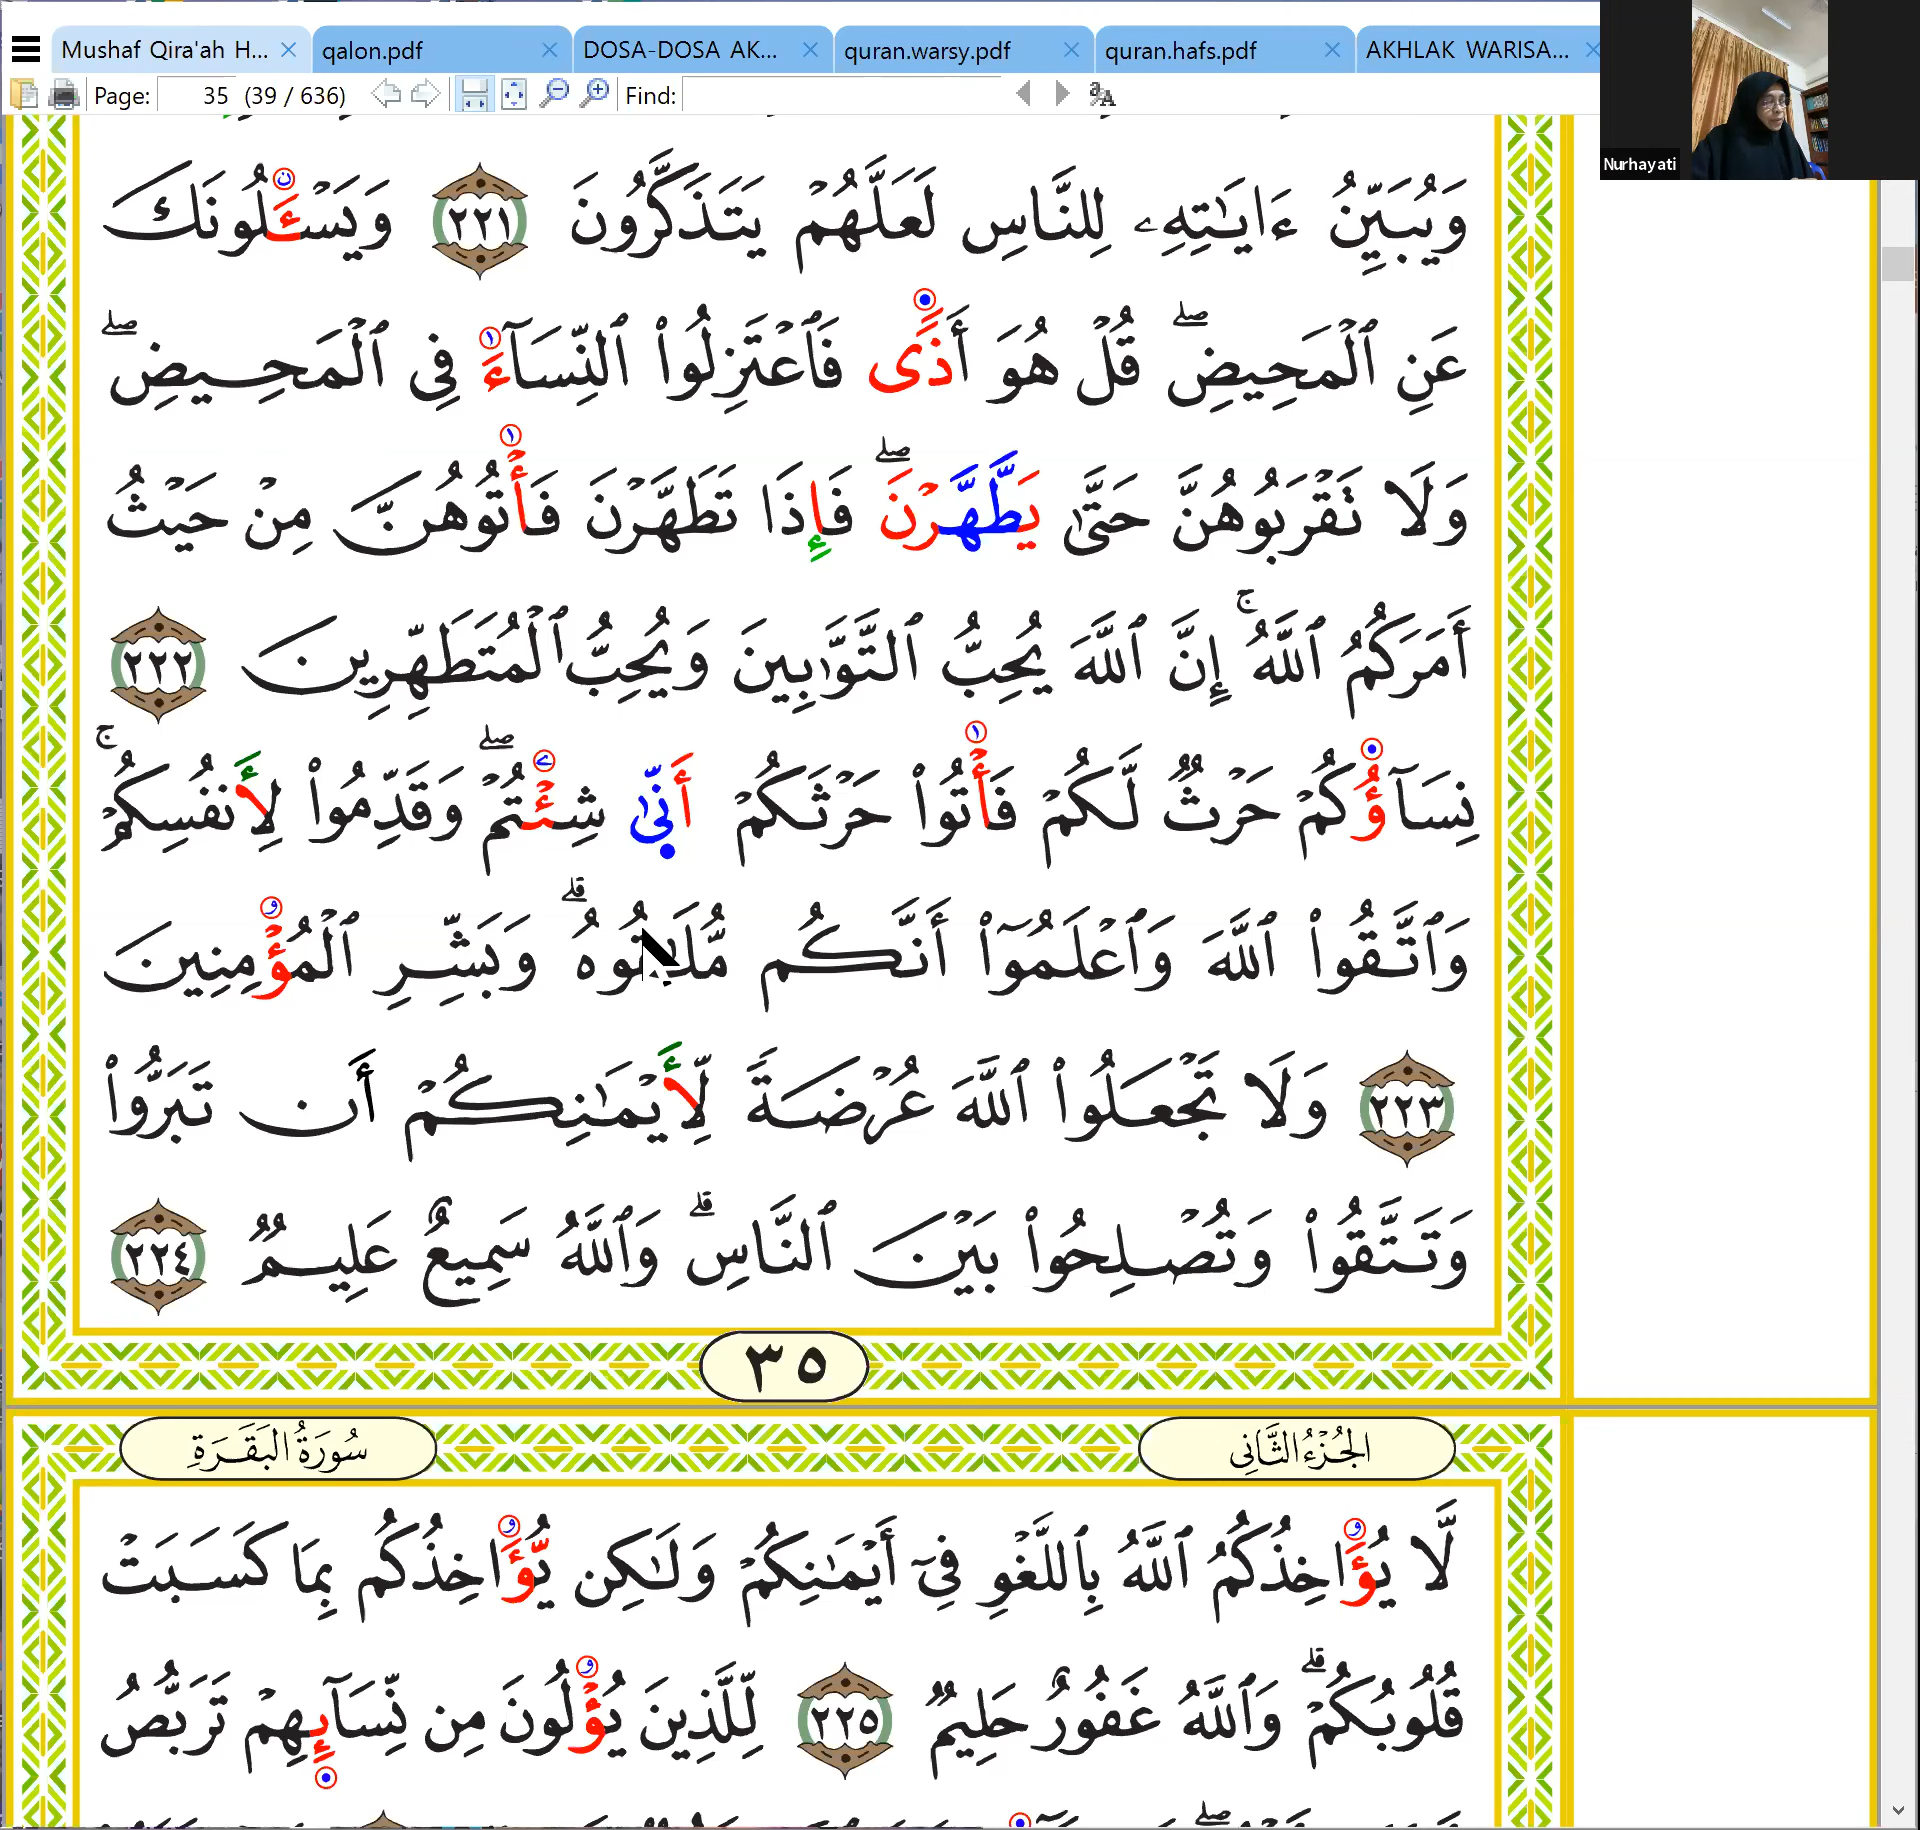 Mushaf Qira'ah H...
qalon.pdf
DOSA-DOSA AK...
quran.warsy.pdf
quran.hafs.pdf
AKHLAK WARISA...
Page: 35 (39 / 636)
Find:
Nurhayati
وَيُبَيِّنُ ءَايَٰتِهِۦ لِلنَّاسِ لَعَلَّهُمْ يَتَذَكَّرُونَ ٢٢١ وَيَسْـَٔلُونَكَ
عَنِ ٱلْمَحِيضِۖ قُلْ هُوَ أَذًى فَٱعْتَزِلُوا۟ ٱلنِّسَآءَ فِى ٱلْمَحِيضِۖ
وَلَا تَقْرَبُوهُنَّ حَتَّىٰ يَطَّهَّرْنَۖ فَإِذَا تَطَهَّرْنَ فَأْتُوهُنَّ مِنْ حَيْثُ
أَمَرَكُمُ ٱللَّهُۚ إِنَّ ٱللَّهَ يُحِبُّ ٱلتَّوَّٰبِينَ وَيُحِبُّ ٱلْمُتَطَهِّرِينَ ٢٢٢
نِسَآؤُكُمْ حَرْثٌ لَّكُمْ فَأْتُوا۟ حَرْثَكُمْ أَنَّىٰ شِئْتُمْۖ وَقَدِّمُوا۟ لِأَنفُسِكُمْۚ
وَٱتَّقُوا۟ ٱللَّهَ وَٱعْلَمُوٓا۟ أَنَّكُم مُّلَٰقُوهُۗ وَبَشِّرِ ٱلْمُؤْمِنِينَ
٢٢٣ وَلَا تَجْعَلُوا۟ ٱللَّهَ عُرْضَةً لِّأَيْمَٰنِكُمْ أَن تَبَرُّوا۟
وَتَتَّقُوا۟ وَتُصْلِحُوا۟ بَيْنَ ٱلنَّاسِۗ وَٱللَّهُ سَمِيعٌ عَلِيمٌ ٢٢٤
٣٥
الجُزْءُ الثَّانِى
سُورَةُ البَقَرَةِ
لَّا يُؤَاخِذُكُمُ ٱللَّهُ بِٱللَّغْوِ فِىٓ أَيْمَٰنِكُمْ وَلَٰكِن يُؤَاخِذُكُم بِمَا كَسَبَتْ
قُلُوبُكُمْۗ وَٱللَّهُ غَفُورٌ حَلِيمٌ ٢٢٥ لِّلَّذِينَ يُؤْلُونَ مِن نِّسَآئِهِمْ تَرَبُّصُ